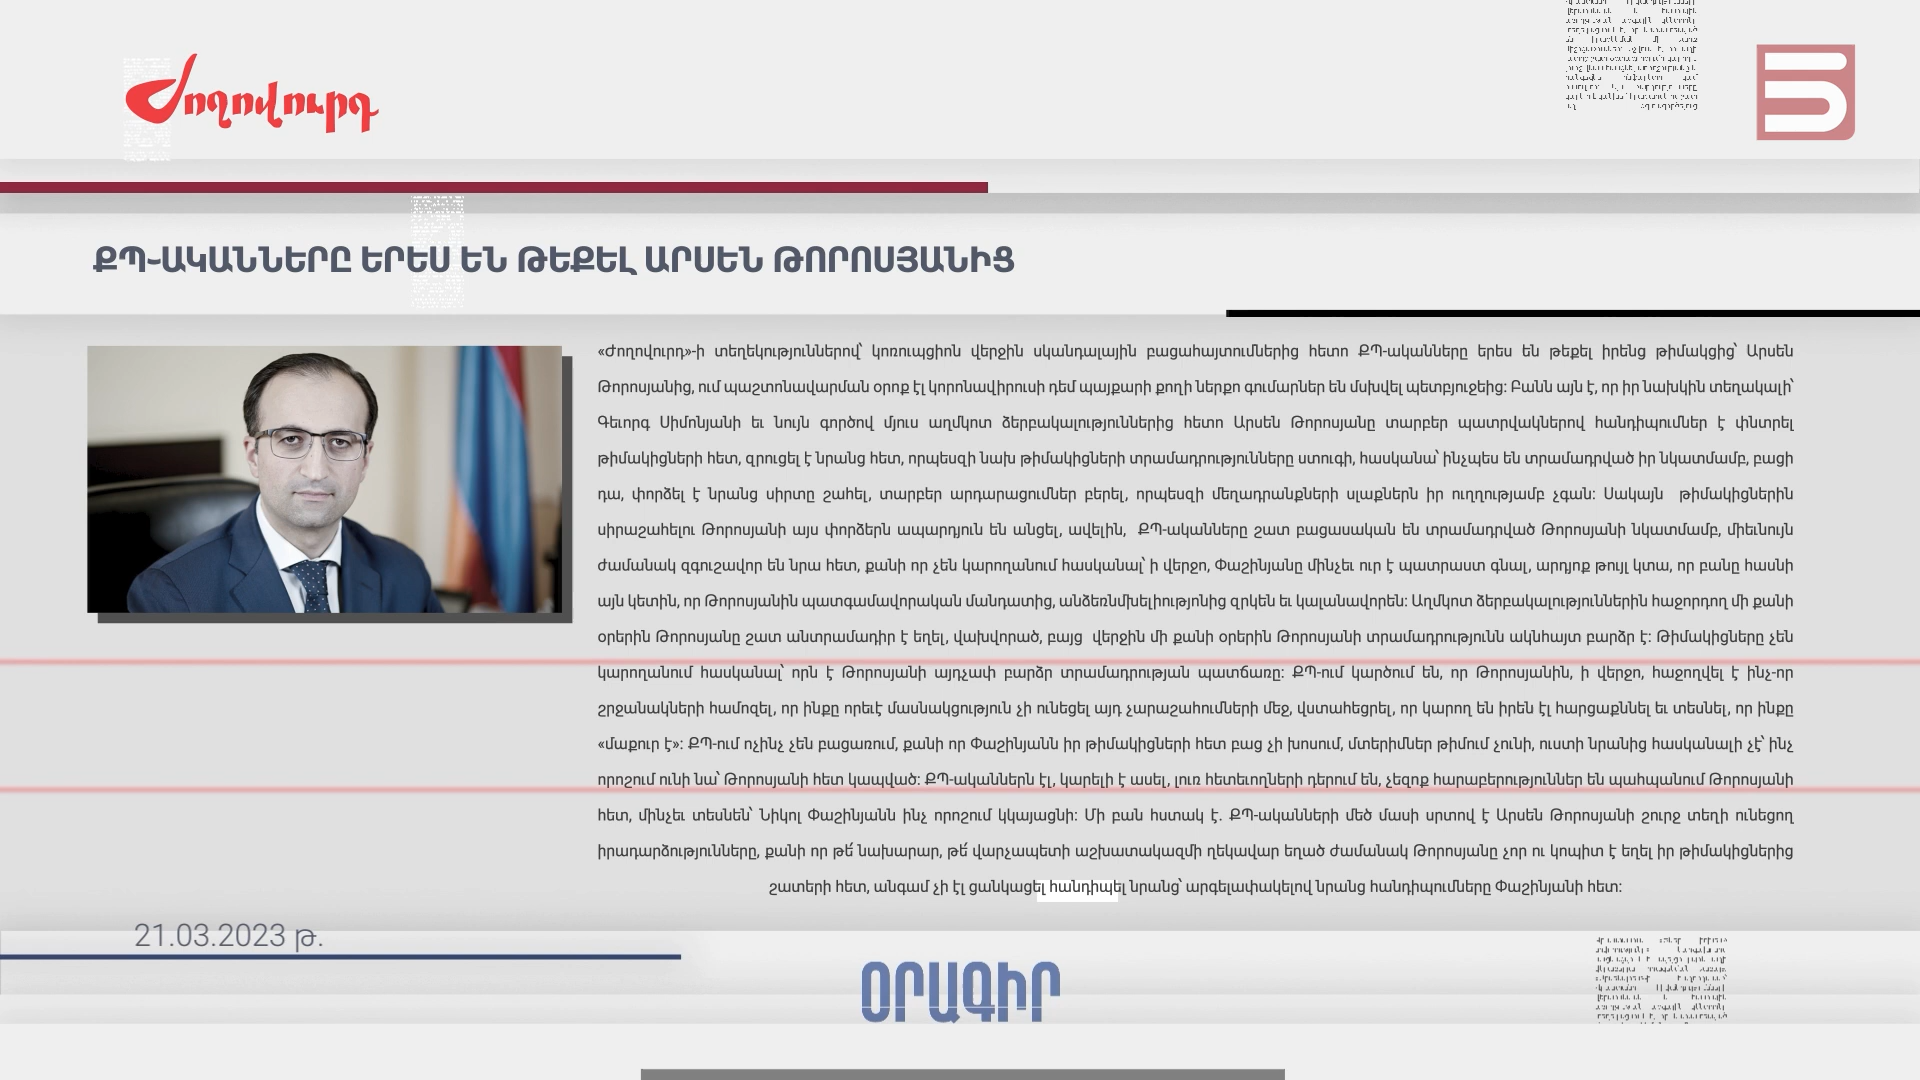 Ժողովուրդ
5
ՔՊ-ԱԿԱՆՆԵՐԸ ԵՐԵՍ ԵՆ ԹԵՔԵԼ ԱՐՍԵՆ ԹՈՐՈՍՅԱՆԻՑ
«Ժողովուրդ»-ի տեղեկություններով՝ կոռուպցիոն վերջին սկանդալային բացահայտումներից հետո ՔՊ-ականները երես են թեքել իրենց թիմակցից՝ Արսեն
Թորոսյանից, ում պաշտոնավարման օրոք էլ կորոնավիրուսի դեմ պայքարի քողի ներքո գումարներ են մսխվել պետբյուջեից: Բանն այն է, որ իր նախկին տեղակալի՝
Գեւորգ Սիմոնյանի եւ նույն գործով մյուս աղմկոտ ձերբակալություններից հետո Արսեն Թորոսյանը տարբեր պատրվակներով հանդիպումներ է փնտրել
թիմակիցների հետ, զրուցել է նրանց հետ, որպեսզի նախ թիմակիցների տրամադրությունները ստուգի, հասկանա՝ ինչպես են տրամադրված իր նկատմամբ, բացի
դա, փորձել է նրանց սիրտը շահել, տարբեր արդարացումներ բերել, որպեսզի մեղադրանքների սլաքներն իր ուղղությամբ չգան: Սակայն թիմակիցներին
սիրաշահելու Թորոսյանի այս փորձերն ապարդյուն են անցել, ավելին, ՔՊ-ականները շատ բացասական են տրամադրված Թորոսյանի նկատմամբ, միեւնույն
ժամանակ զգուշավոր են նրա հետ, քանի որ չեն կարողանում հասկանալ՝ ի վերջո, Փաշինյանը մինչեւ ուր է պատրաստ գնալ, արդյոք թույլ կտա, որ բանը հասնի
այն կետին, որ Թորոսյանին պատգամավորական մանդատից, անձեռնմխելիությոնից զրկեն եւ կալանավորեն: Աղմկոտ ձերբակալություններին հաջորդող մի քանի
օրերին Թորոսյանը շատ անտրամադիր է եղել, վախվորած, բայց վերջին մի քանի օրերին Թորոսյանի տրամադրությունն ակնհայտ բարձր է: Թիմակիցները չեն
կարողանում հասկանալ՝ որն է Թորոսյանի այդչափ բարձր տրամադրության պատճառը: ՔՊ-ում կարծում են, որ Թորոսյանին, ի վերջո, հաջողվել է ինչ-որ
շրջանակների համոզել, որ ինքը որեւէ մասնակցություն չի ունեցել այդ չարաշահումների մեջ, վստահեցրել, որ կարող են իրեն էլ հարցաքննել եւ տեսնել, որ ինքը
«մաքուր է»: ՔՊ-ում ոչինչ չեն բացառում, քանի որ Փաշինյանն իր թիմակիցների հետ բաց չի խոսում, մտերիմներ թիմում չունի, ուստի նրանից հասկանալի չէ՝ ինչ
որոշում ունի նա՝ Թորոսյանի հետ կապված: ՔՊ-ականներն էլ, կարելի է ասել, լուռ հետեւողների դերում են, չեզոք հարաբերություններ են պահպանում Թորոսյանի
հետ, մինչեւ տեսնեն՝ Նիկոլ Փաշինյանն ինչ որոշում կկայացնի: Մի բան հստակ է. ՔՊ-ականների մեծ մասի սրտով է Արսեն Թորոսյանի շուրջ տեղի ունեցող
իրադարձությունները, քանի որ թե՛ նախարար, թե՛ վարչապետի աշխատակազմի ղեկավար եղած ժամանակ Թորոսյանը չոր ու կոպիտ է եղել իր թիմակիցներից
շատերի հետ, անգամ չի էլ ցանկացել հանդիպել նրանց՝ արգելափակելով նրանց հանդիպումները Փաշինյանի հետ:
21.03.2023 թ.
ՕՐԱԳԻՐ